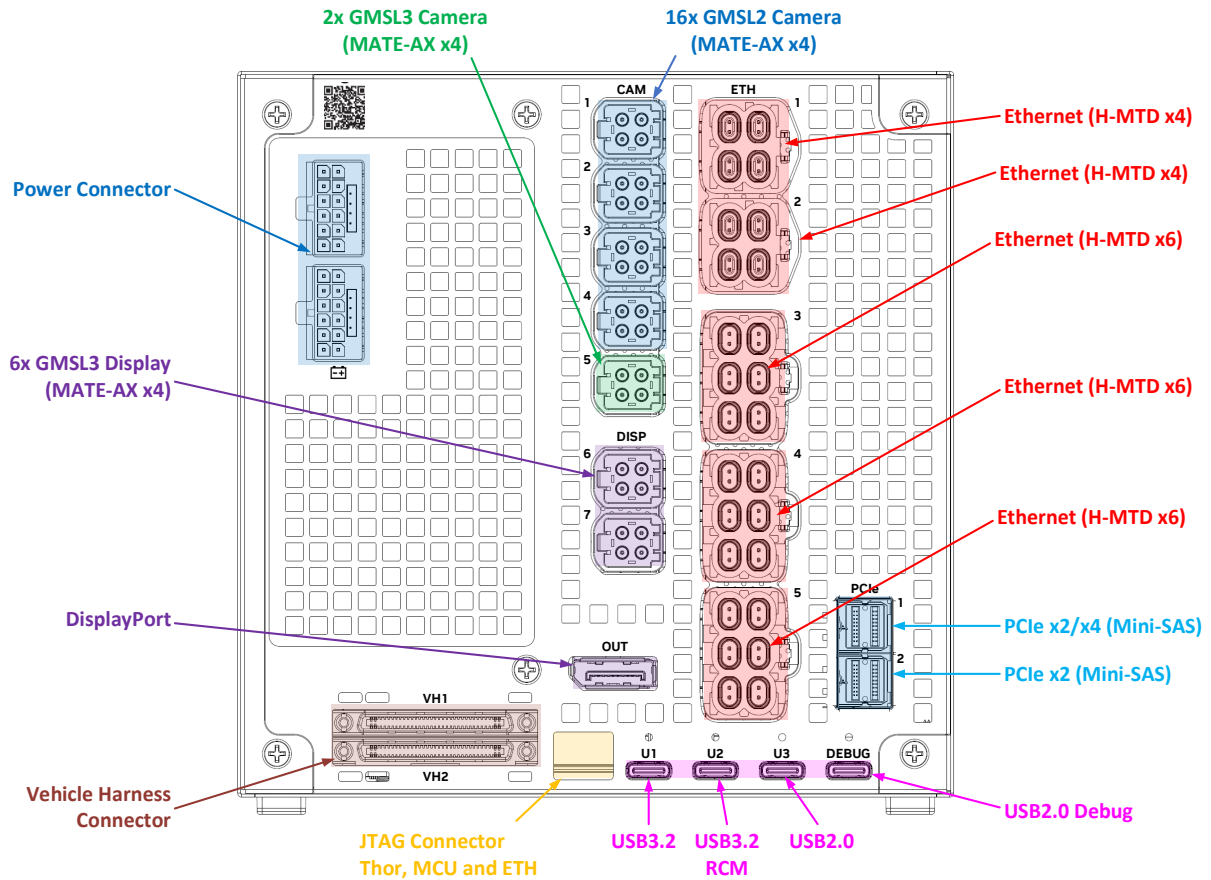 2x GMSL3 Camera
(MATE-AX x4)
16x GMSL2 Camera
(MATE-AX x4)
CAM
ETH
1
1
Ethernet (H-MTD x4)
2
Ethernet (H-MTD x4)
Power Connector
2
3
Ethernet (H-MTD x6)
4
3
5
6x GMSL3 Display
(MATE-AX x4)
Ethernet (H-MTD x6)
DISP
6
4
7
Ethernet (H-MTD x6)
5
PCIe
1
DisplayPort
PCIe x2/x4 (Mini-SAS)
OUT
2
PCIe x2 (Mini-SAS)
VH1
U1
U2
U3
DEBUG
VH2
Vehicle Harness
Connector
USB2.0 Debug
JTAG Connector
Thor, MCU and ETH
USB3.2
USB3.2
RCM
USB2.0